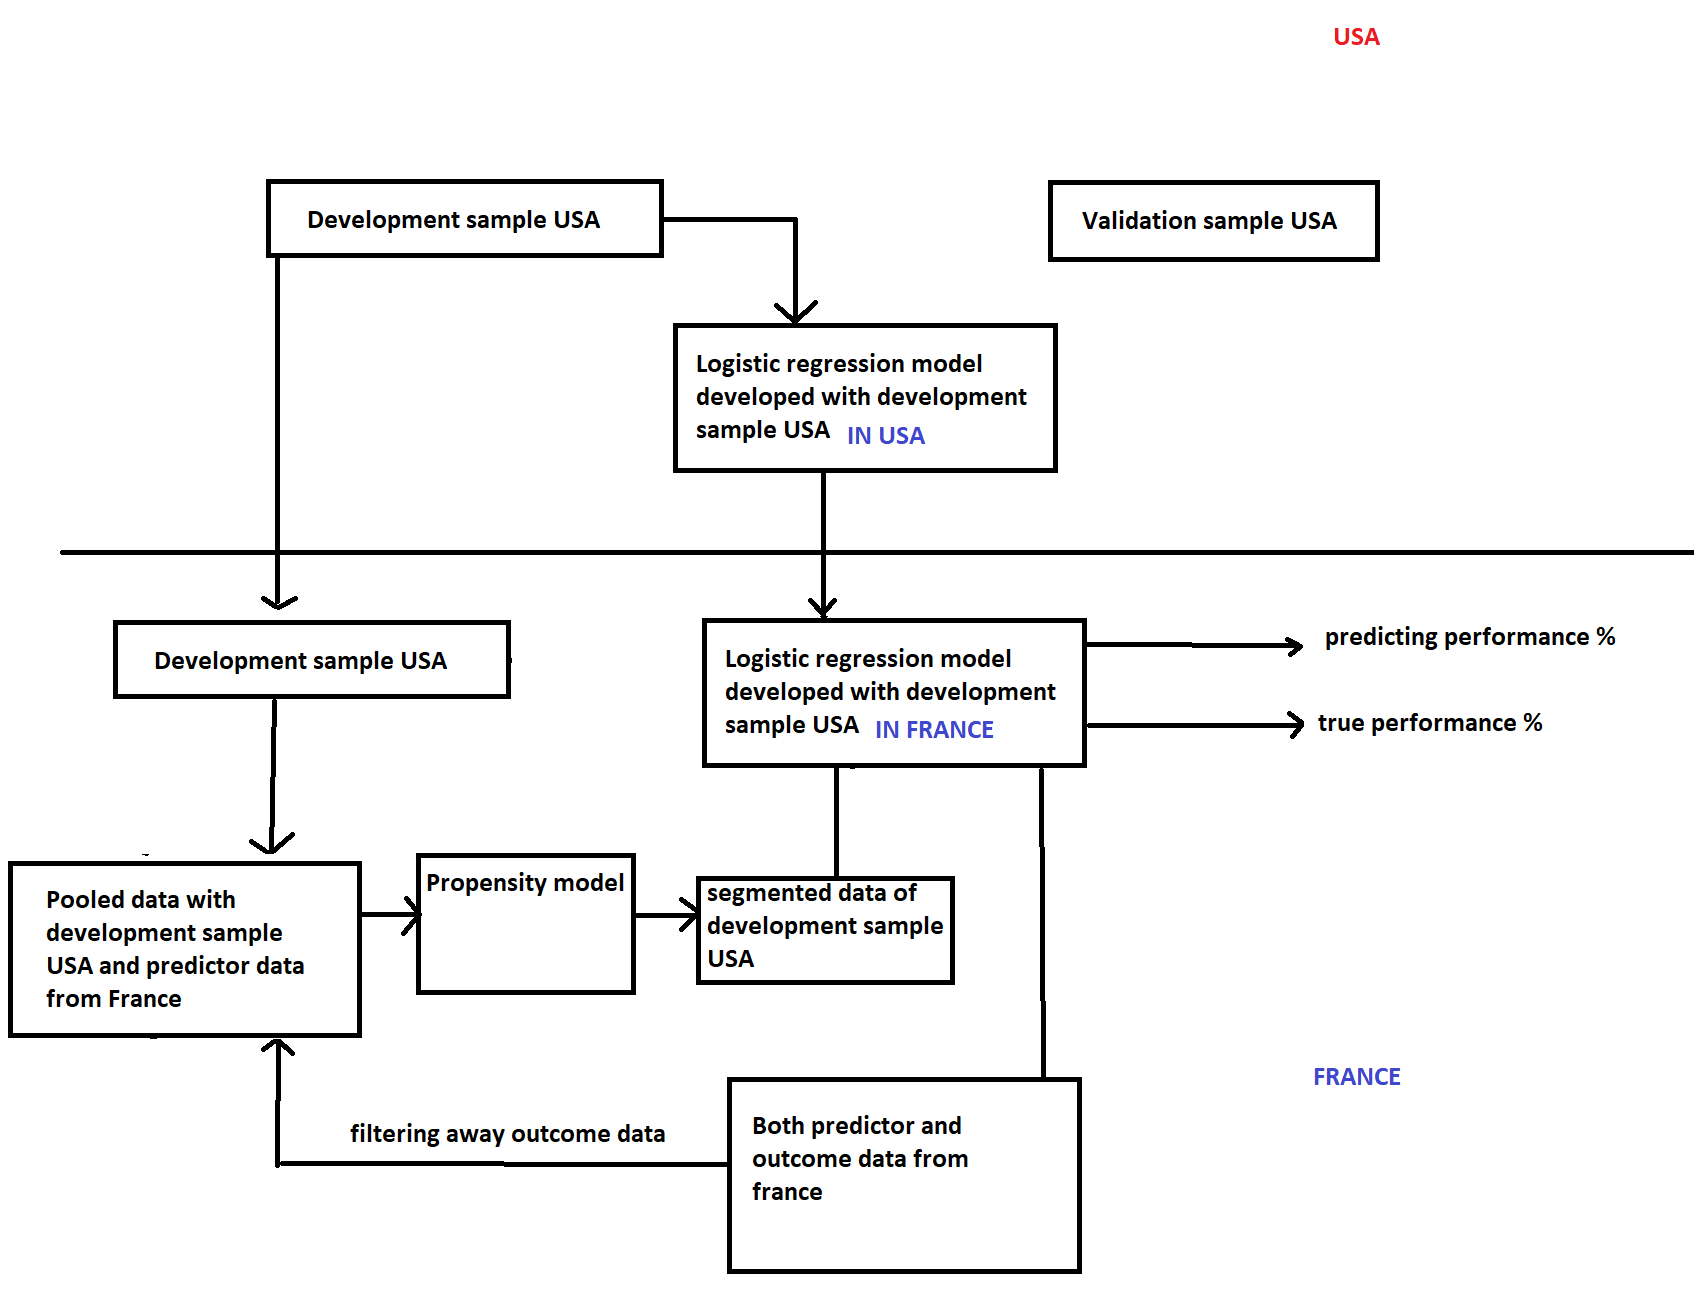 USA
Development sample USA
Validation sample USA
Logistic regression model
developed with development
sample USA IN USA
Development sample USA
Logistic regression model
developed with development
sample USA IN FRANCE
predicting performance %
true performance %
Pooled data with
development sample
USA and predictor data
from France
Propensity model
segmented data of
development sample
USA
FRANCE
filtering away outcome data
Both predictor and
outcome data from
france